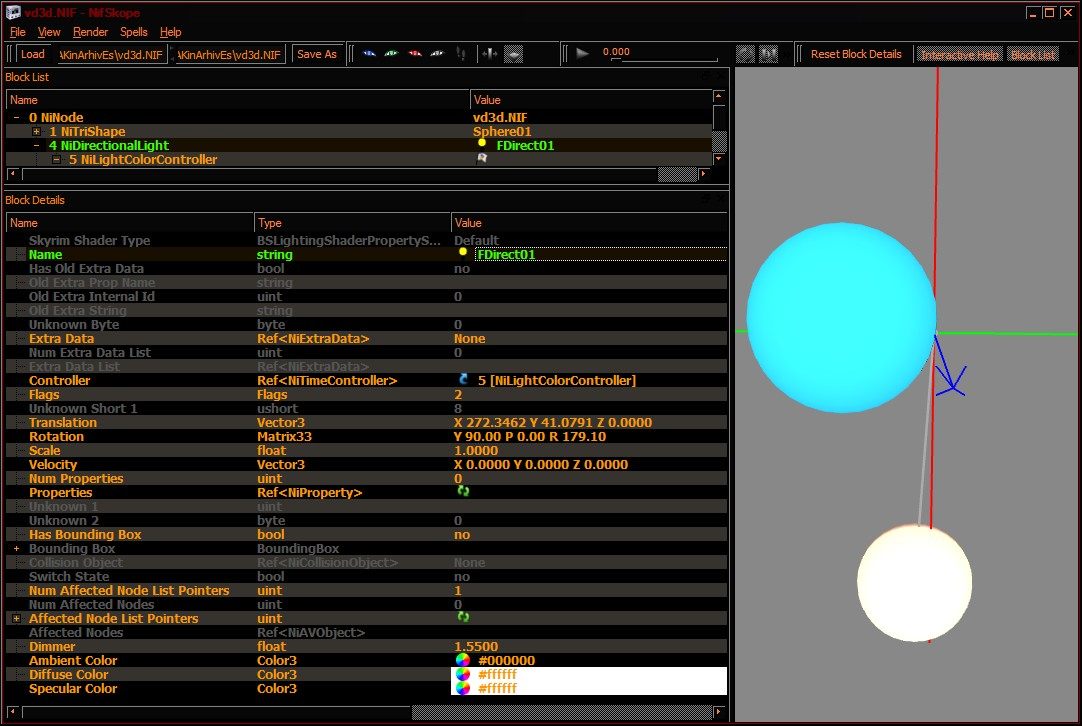 vd3d.NIF - NifSkope
File View Render Spells Help
Load \KinArhivEs\vd3d.NIF \KinArhivEs\vd3d.NIF Save As 0.000 Reset Block Details Interactive Help Block List
Block List
Name Value
0 NiNode vd3d.NIF
1 NiTriShape Sphere01
4 NiDirectionalLight FDirect01
5 NiLightColorController
Block Details
Name Type Value
Skyrim Shader Type BSLightingShaderPropertyS... Default
Name string FDirect01
Has Old Extra Data bool no
Old Extra Prop Name string
Old Extra Internal Id uint 0
Old Extra String string
Unknown Byte byte 0
Extra Data Ref<NiExtraData> None
Num Extra Data List uint 0
Extra Data List Ref<NiExtraData>
Controller Ref<NiTimeController> 5 [NiLightColorController]
Flags Flags 2
Unknown Short 1 ushort 8
Translation Vector3 X 272.3462 Y 41.0791 Z 0.0000
Rotation Matrix33 Y 90.00 P 0.00 R 179.10
Scale float 1.0000
Velocity Vector3 X 0.0000 Y 0.0000 Z 0.0000
Num Properties uint 0
Properties Ref<NiProperty>
Unknown 1 uint
Unknown 2 byte 0
Has Bounding Box bool no
Bounding Box BoundingBox
Collision Object Ref<NiCollisionObject> None
Switch State bool no
Num Affected Node List Pointers uint 1
Num Affected Nodes uint 0
Affected Node List Pointers uint
Affected Nodes Ref<NiAVObject>
Dimmer float 1.5500
Ambient Color Color3 #000000
Diffuse Color Color3 #ffffff
Specular Color Color3 #ffffff